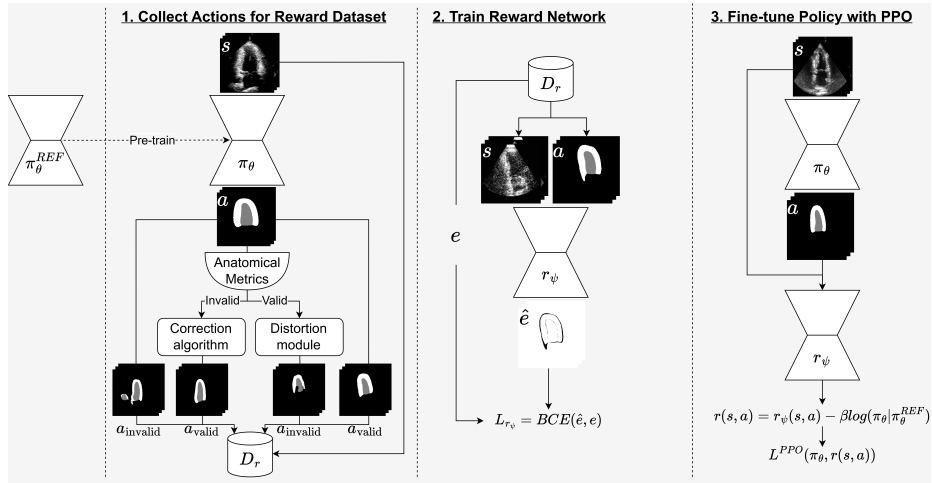 1. Collect Actions for Reward Dataset
s
π_θ^{REF}
Pre-train
π_θ
a
Anatomical
Metrics
Invalid
Valid
Correction
algorithm
Distortion
module
a_invalid
a_valid
a_invalid
a_valid
D_r
2. Train Reward Network
D_r
s
a
e
r_ψ
ê
L_{r_ψ} = BCE(ê, e)
3. Fine-tune Policy with PPO
s
π_θ
a
r_ψ
r(s, a) = r_ψ(s, a) − βlog(π_θ|π_θ^{REF})
L^{PPO}(π_θ, r(s, a))